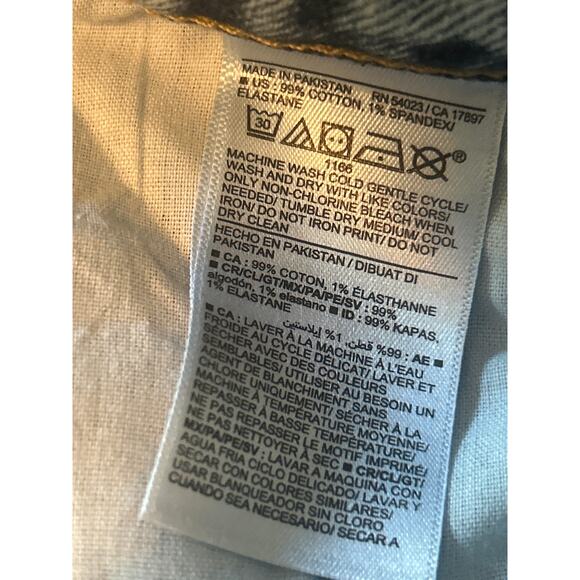 MADE IN PAKISTAN RN 54023 / CA 17897
■ US : 99% COTTON, 1% SPANDEX/
ELASTANE
30
1166
®
MACHINE WASH COLD GENTLE CYCLE/
WASH AND DRY WITH LIKE COLORS/
ONLY NON-CHLORINE BLEACH WHEN
NEEDED/ TUMBLE DRY MEDIUM/ COOL
IRON/ DO NOT IRON PRINT/ DO NOT
DRY CLEAN
HECHO EN PAKISTÁN / DIBUAT DI
PAKISTAN
■ CA : 99% COTON, 1% ÉLASTHANNE
■ CR/CL/GT/MX/PA/PE/SV : 99%
algodón, 1% elastano ■ ID : 99% KAPAS,
1% ELASTANE
■ AE : 99% قطن, 1% إيلاستين
■ CA : LAVER À LA MACHINE À L'EAU
FROIDE AU CYCLE DÉLICAT/ LAVER ET
SÉCHER AVEC DES COULEURS
SEMBLABLES/ UTILISER AU BESOIN UN
AGENT DE BLANCHIMENT SANS
CHLORE UNIQUEMENT/ SÉCHER À LA
MACHINE À TEMPÉRATURE MOYENNE/
REPASSER À BASSE TEMPÉRATURE/
NE PAS REPASSER LE MOTIF IMPRIMÉ/
NE PAS NETTOYER À SEC ■ CR/CL/GT/
MX/PA/PE/SV : LAVAR A MAQUINA CON
AGUA FRIA CICLO DELICADO/ LAVAR Y
SECAR CON COLORES SIMILARES/
USAR BLANQUEADOR SIN CLORO
CUANDO SEA NECESARIO/ SECAR A